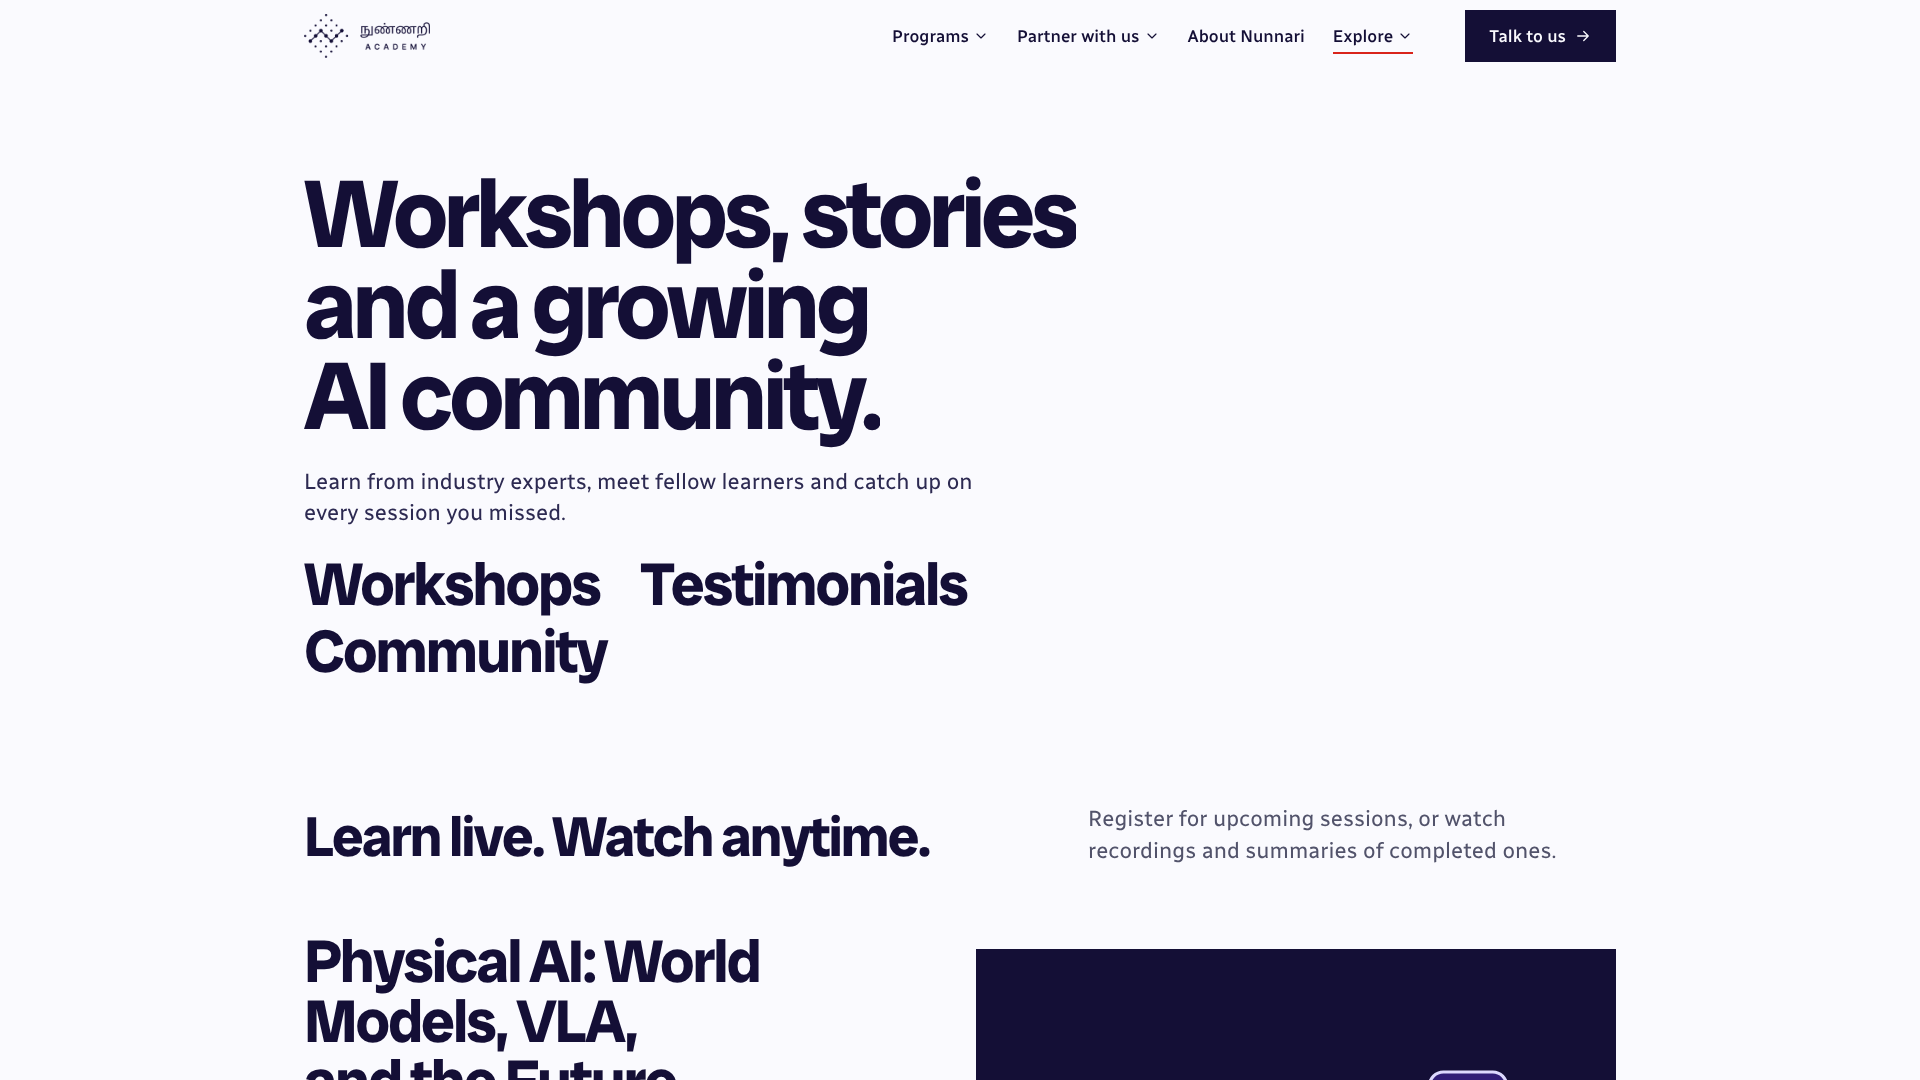 நுண்ணறி
ACADEMY
Programs
Partner with us
About Nunnari
Explore
Talk to us
Workshops, stories
and a growing
AI community.
Learn from industry experts, meet fellow learners and catch up on
every session you missed.
Workshops Testimonials
Community
Learn live. Watch anytime.
Register for upcoming sessions, or watch
recordings and summaries of completed ones.
Physical AI: World
Models, VLA,
and the Future